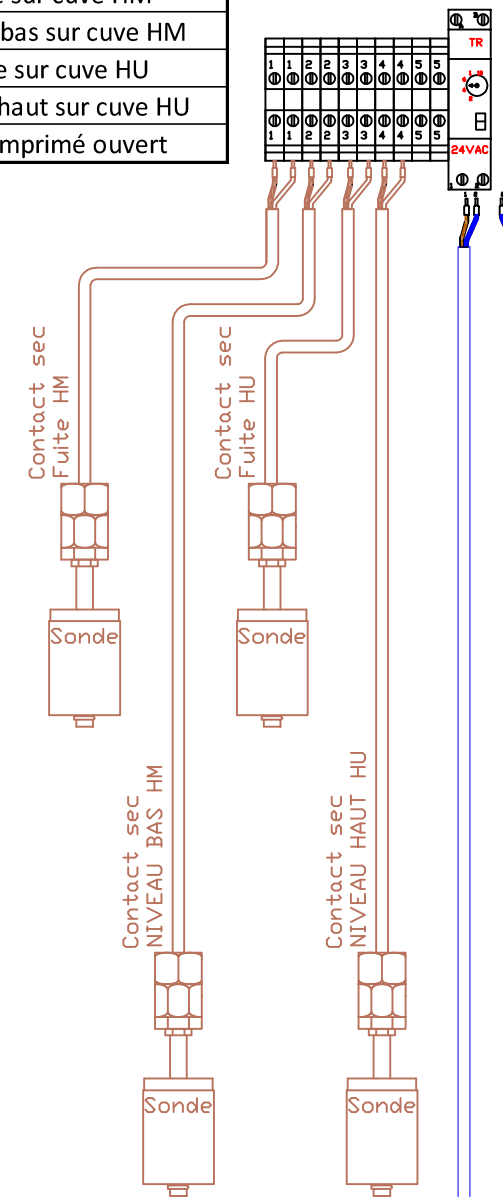 bas sur cuve HM
e sur cuve HU
haut sur cuve HU
mprimé ouvert
1 1 2 2 3 3 4 4 5 5
1 1 2 2 3 3 4 4 5 5
TR
24VAC
Contact sec
Fuite HM
Contact sec
Fuite HU
Sonde
Sonde
Contact sec
NIVEAU BAS HM
Contact sec
NIVEAU HAUT HU
Sonde
Sonde